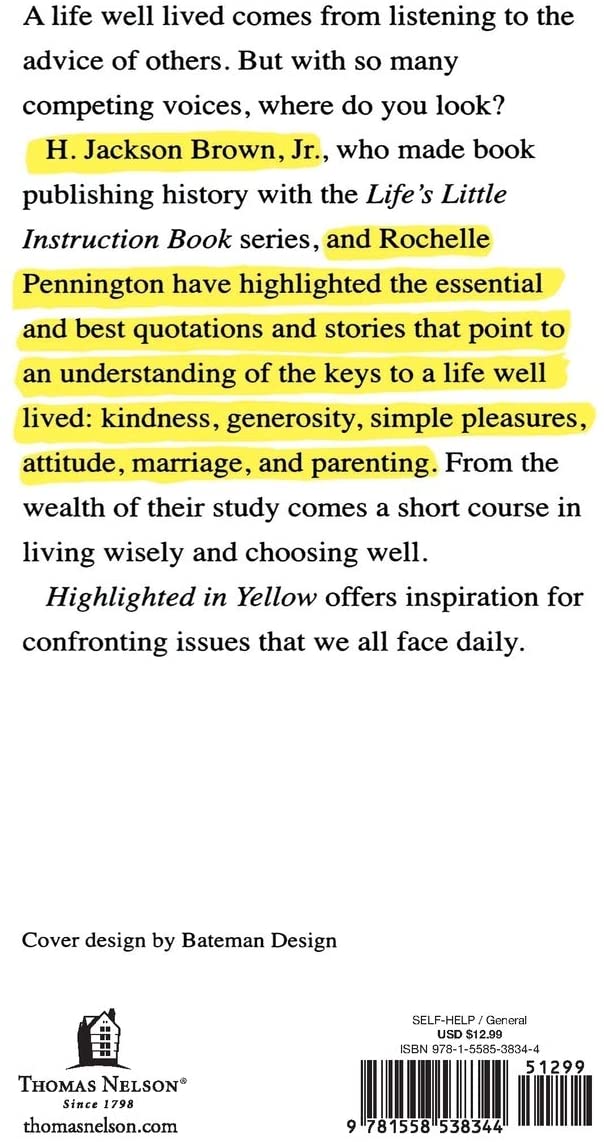 A life well lived comes from listening to the
advice of others. But with so many
competing voices, where do you look?
H. Jackson Brown, Jr., who made book
publishing history with the Life's Little
Instruction Book series, and Rochelle
Pennington have highlighted the essential
and best quotations and stories that point to
an understanding of the keys to a life well
lived: kindness, generosity, simple pleasures,
attitude, marriage, and parenting. From the
wealth of their study comes a short course in
living wisely and choosing well.
Highlighted in Yellow offers inspiration for
confronting issues that we all face daily.
Cover design by Bateman Design
THOMAS NELSON®
Since 1798
thomasnelson.com
SELF-HELP / General
USD $12.99
ISBN 978-1-5585-3834-4
51299
9 781558 538344